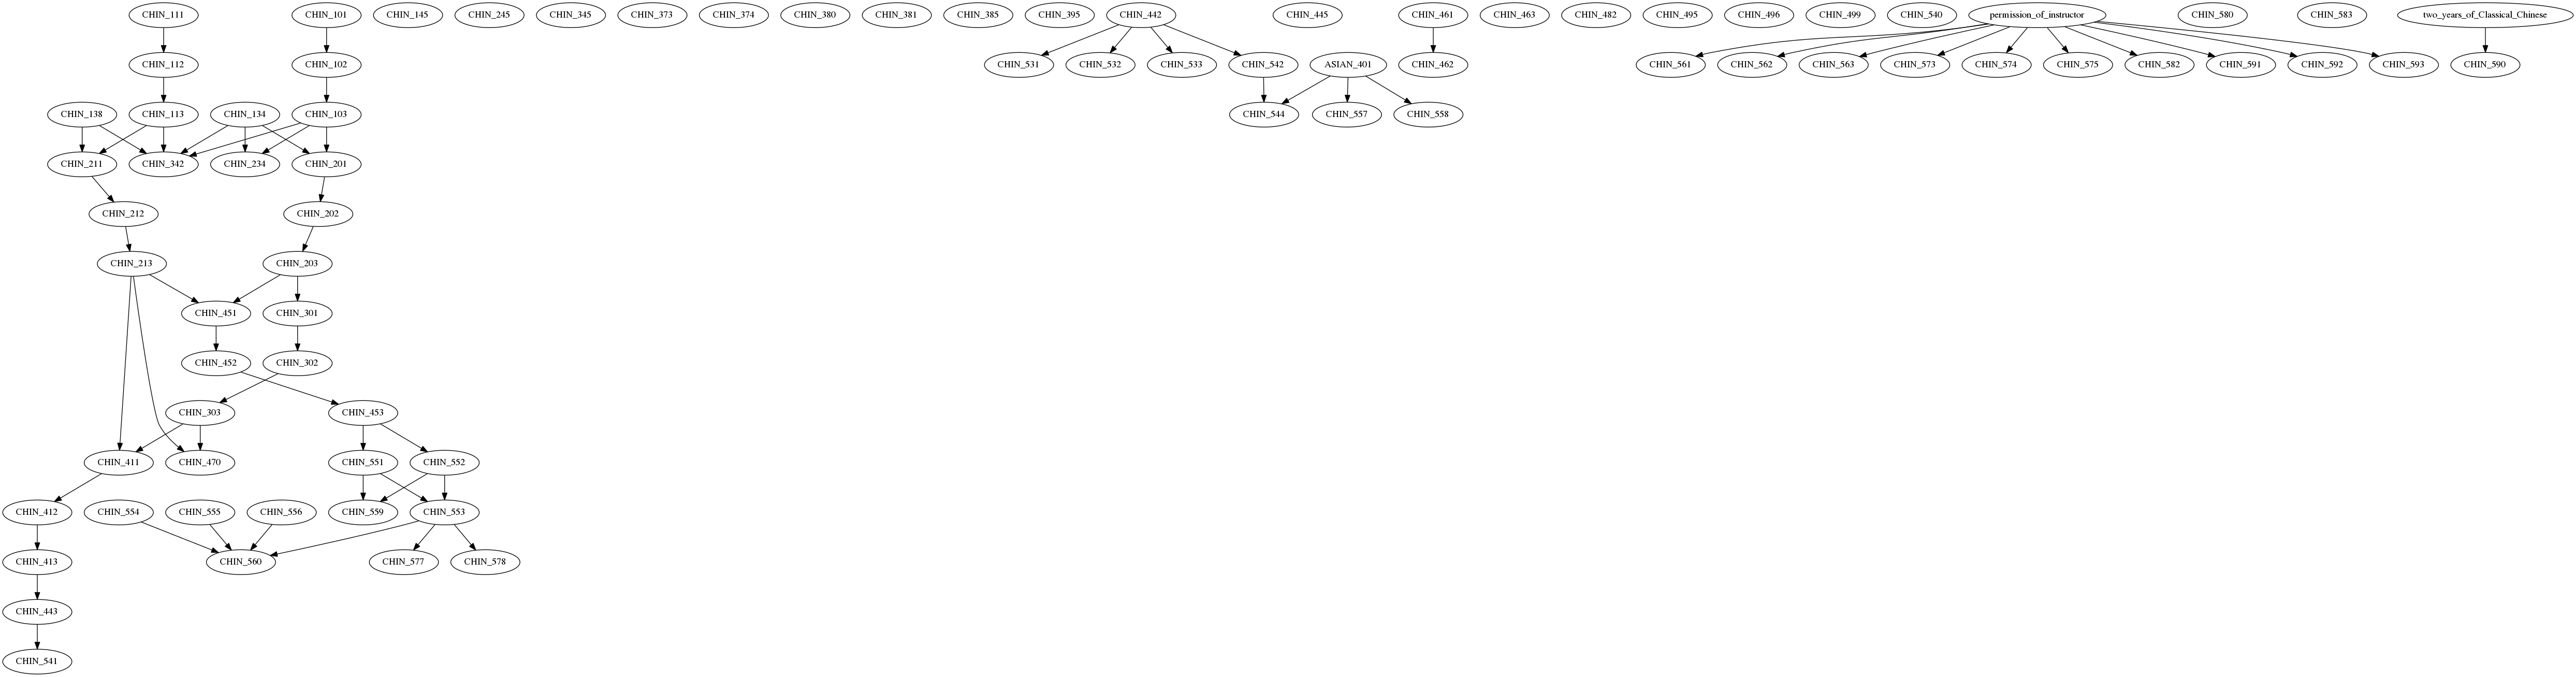 CHIN_111 CHIN_101 CHIN_145 CHIN_245 CHIN_345 CHIN_373 CHIN_374 CHIN_380 CHIN_381 CHIN_385 CHIN_395 CHIN_442 CHIN_445 CHIN_461 CHIN_463 CHIN_482 CHIN_495 CHIN_496 CHIN_499 CHIN_540 permission_of_instructor CHIN_580 CHIN_583 two_years_of_Classical_Chinese
CHIN_112 CHIN_102 CHIN_531 CHIN_532 CHIN_533 CHIN_542 ASIAN_401 CHIN_462 CHIN_561 CHIN_562 CHIN_563 CHIN_573 CHIN_574 CHIN_575 CHIN_582 CHIN_591 CHIN_592 CHIN_593 CHIN_590
CHIN_138 CHIN_113 CHIN_134 CHIN_103 CHIN_544 CHIN_557 CHIN_558
CHIN_211 CHIN_342 CHIN_234 CHIN_201
CHIN_212 CHIN_202
CHIN_213 CHIN_203
CHIN_451 CHIN_301
CHIN_452 CHIN_302
CHIN_303 CHIN_453
CHIN_411 CHIN_470 CHIN_551 CHIN_552
CHIN_412 CHIN_554 CHIN_555 CHIN_556 CHIN_559 CHIN_553
CHIN_413 CHIN_560 CHIN_577 CHIN_578
CHIN_443
CHIN_541